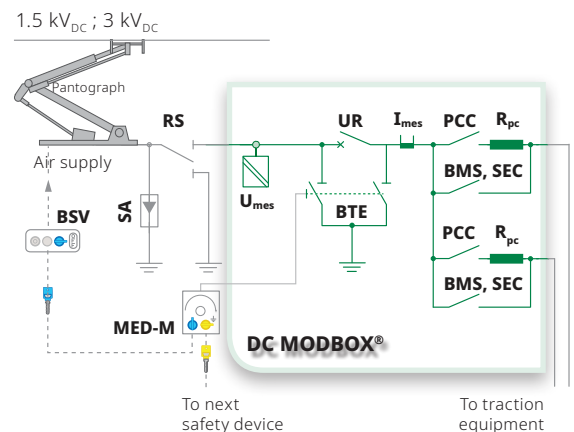 1.5 kVDC ; 3 kVDC
Pantograph
RS
UR
Imes
PCC
Rpc
Air supply
BMS, SEC
Umes
BSV
SA
BTE
PCC
Rpc
BMS, SEC
MED-M
DC MODBOX®
To next
safety device
To traction
equipment